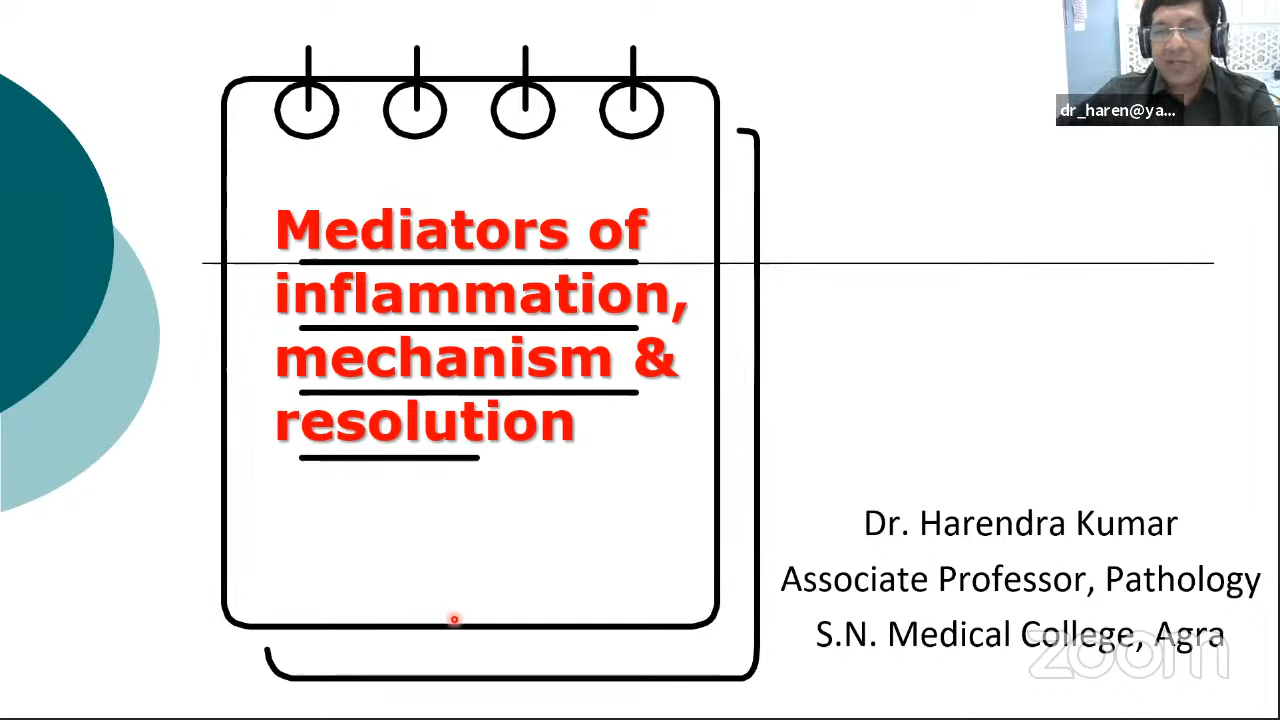 dr_haren@ya...
Mediators of
inflammation,
mechanism &
resolution
Dr. Harendra Kumar
Associate Professor, Pathology
S.N. Medical College, Agra
zoom